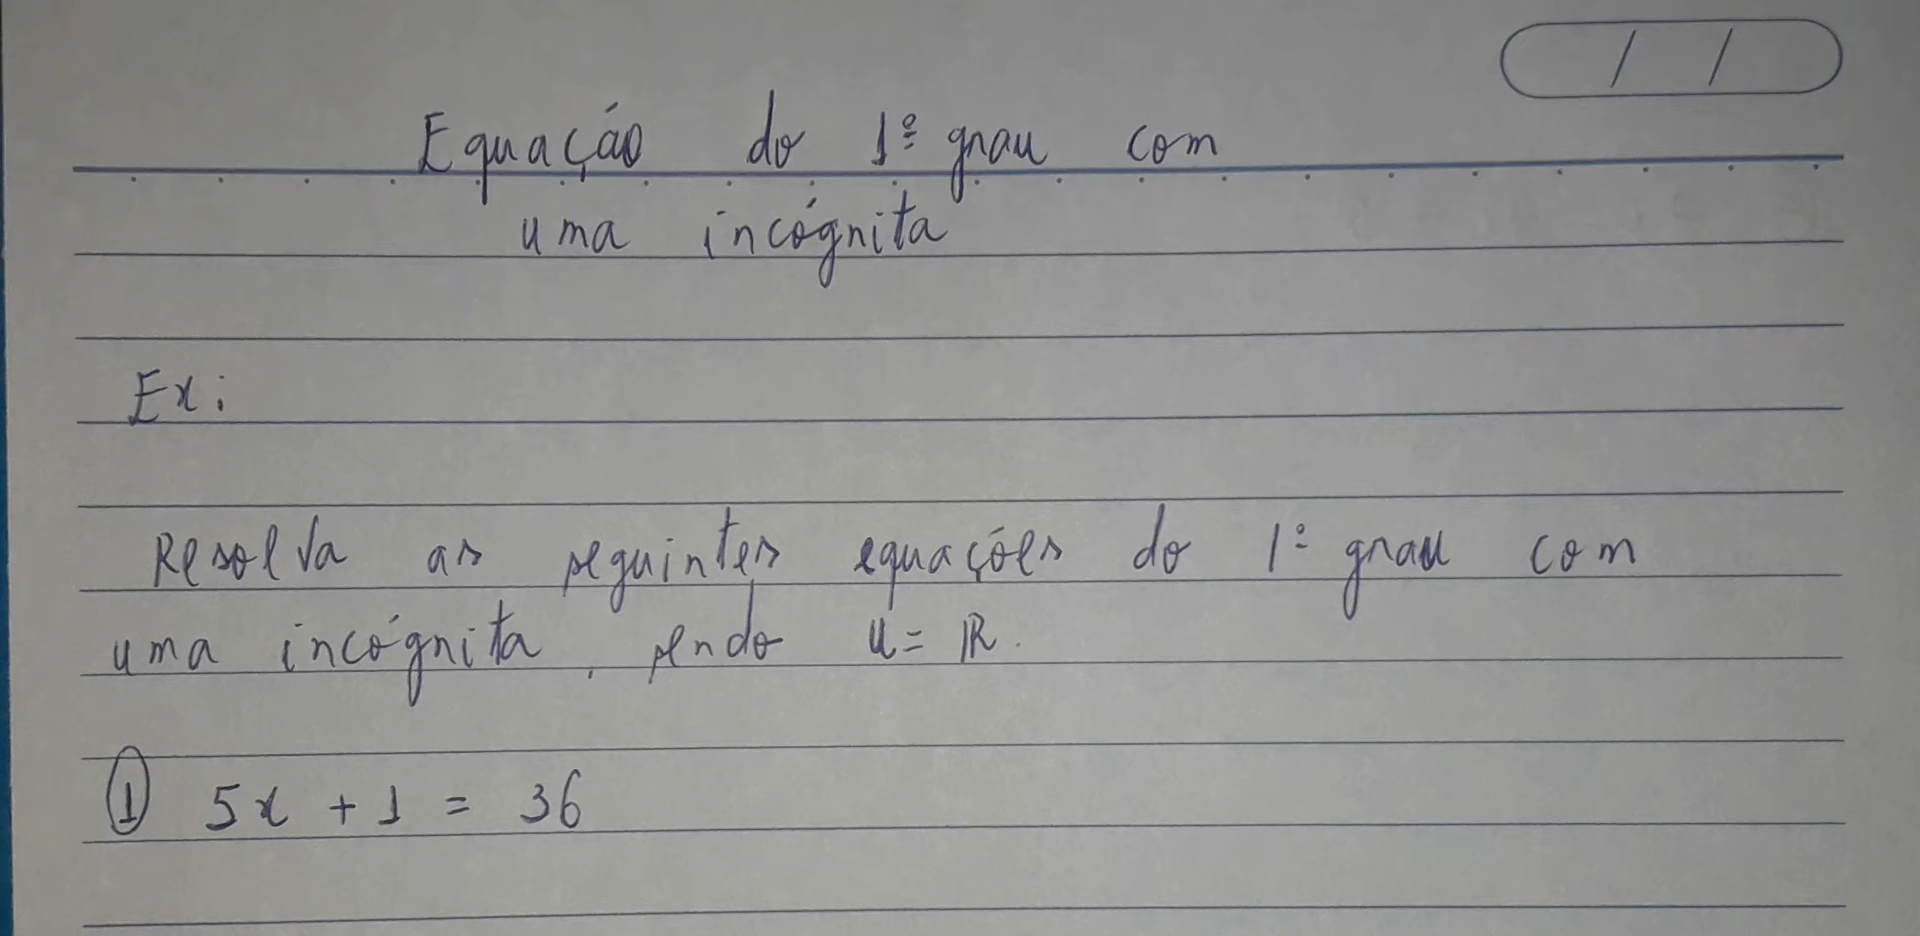 / /
Equação do 1º grau com
uma incógnita
Ex:
Resolva as seguintes equações do 1º grau com
uma incógnita, sendo U = ℝ.
① 5x + 1 = 36